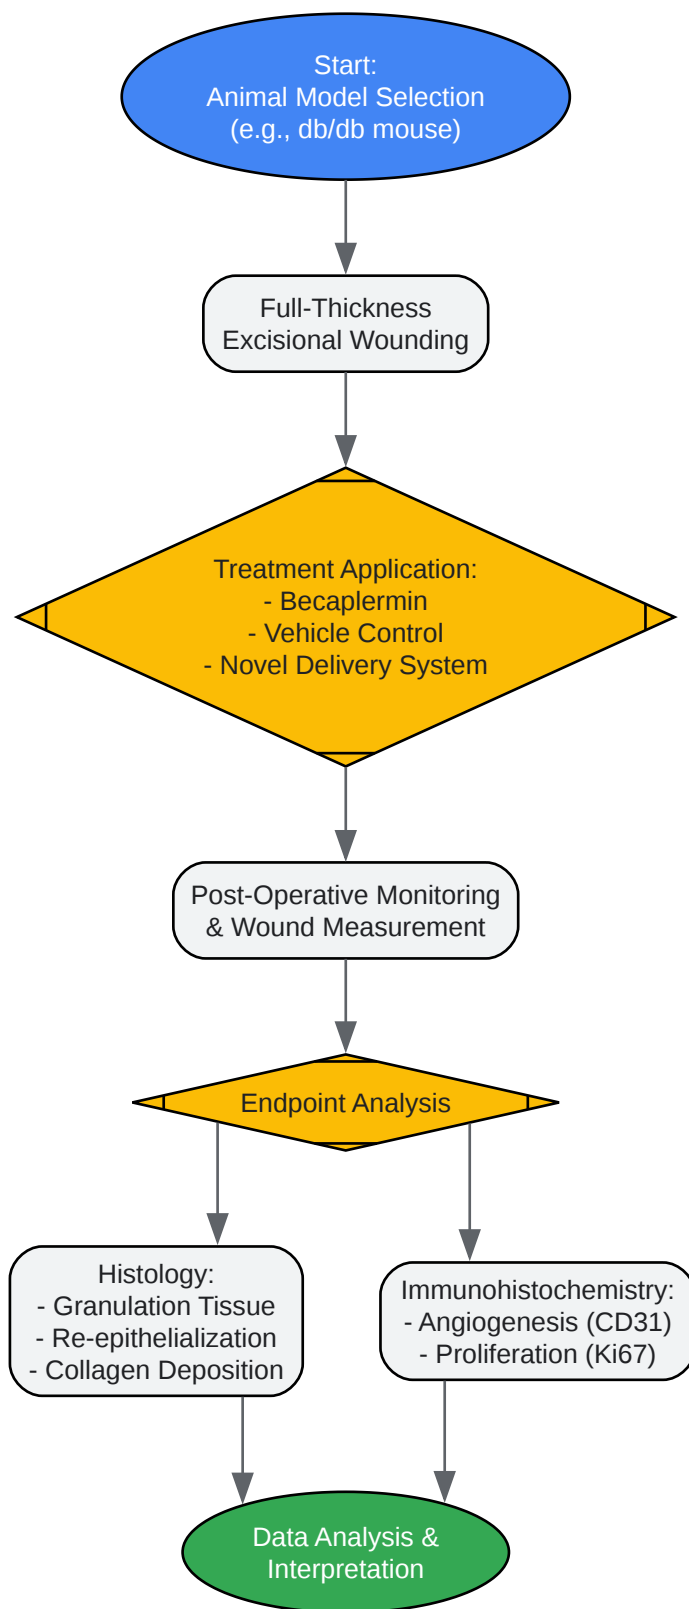 Start:
Animal Model Selection
(e.g., db/db mouse)
Full-Thickness
Excisional Wounding
Treatment Application:
- Becaplermin
- Vehicle Control
- Novel Delivery System
Post-Operative Monitoring
& Wound Measurement
Endpoint Analysis
Histology:
- Granulation Tissue
- Re-epithelialization
- Collagen Deposition
Immunohistochemistry:
- Angiogenesis (CD31)
- Proliferation (Ki67)
Data Analysis &
Interpretation